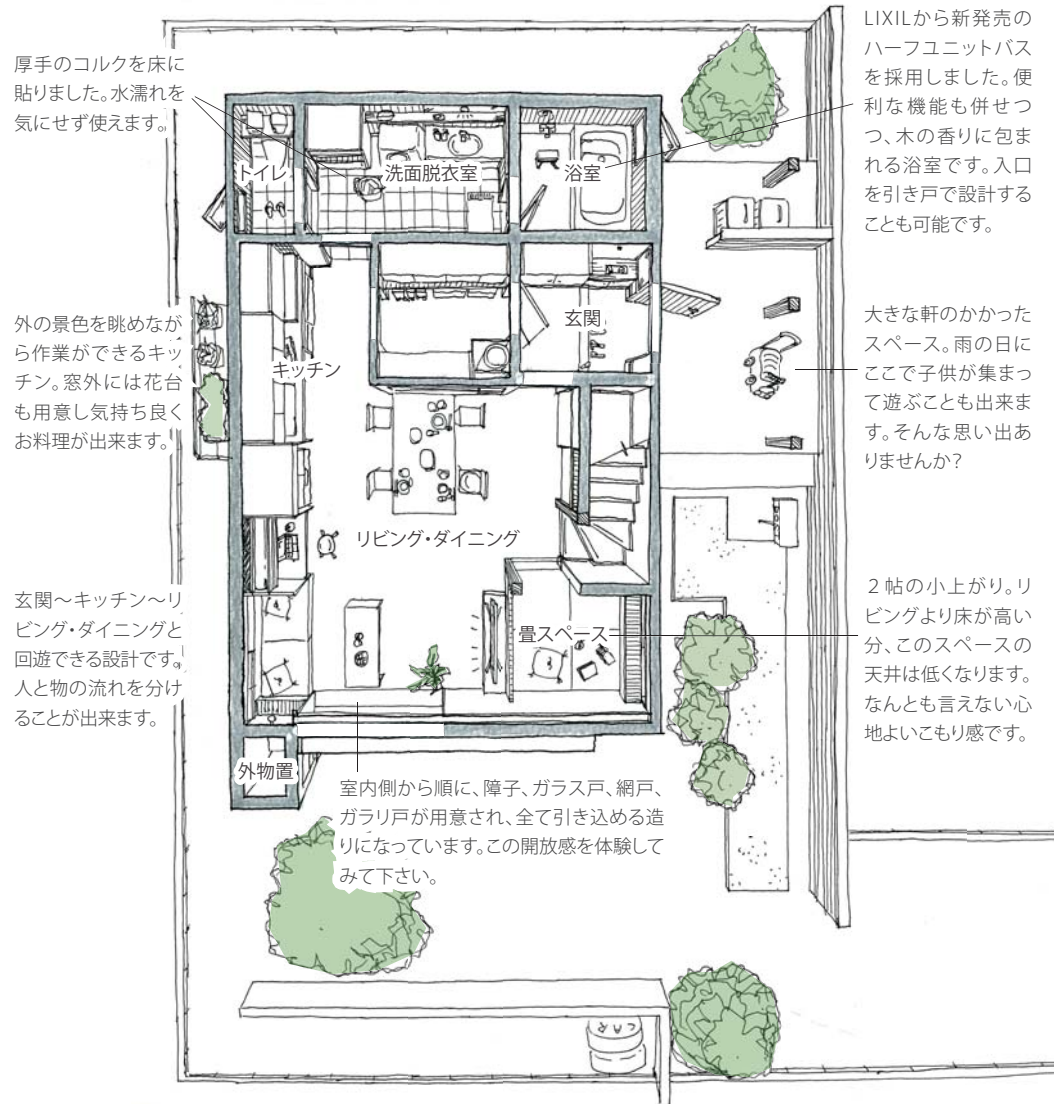 厚手のコルクを床に
貼りました。水濡れを
気にせず使えます。
外の景色を眺めなが
ら作業ができるキッ
チン。窓外には花台
も用意し気持ち良く
お料理が出来ます。
玄関〜キッチン〜リ
ビング・ダイニングと
回遊できる設計です。
人と物の流れを分け
ることが出来ます。
トイレ
洗面脱衣室
浴室
玄関
キッチン
リビング・ダイニング
畳スペース
外物置
室内側から順に、障子、ガラス戸、網戸、
ガラリ戸が用意され、全て引き込める造
りになっています。この開放感を体験して
みて下さい。
CAR
LIXILから新発売の
ハーフユニットバス
を採用しました。便
利な機能も併せつ
つ、木の香りに包ま
れる浴室です。入口
を引き戸で設計する
ことも可能です。
大きな軒のかかった
スペース。雨の日に
ここで子供が集まっ
て遊ぶことも出来ま
す。そんな思い出あ
りませんか？
２帖の小上がり。リ
ビングより床が高い
分、このスペースの
天井は低くなります。
なんとも言えない心
地よいこもり感です。